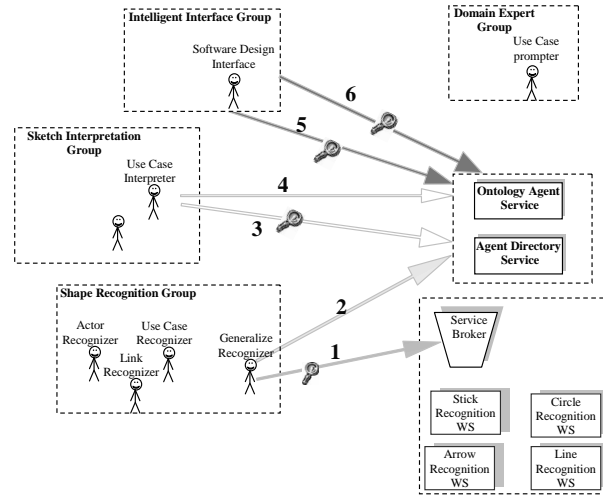 Intelligent Interface Group
Software Design
Interface
Domain Expert
Group
Use Case
prompter
6
5
Sketch Interpretation
Group
Use Case
Interpreter
4
3
Ontology Agent
Service
Agent Directory
Service
Shape Recognition Group
Actor
Recognizer
Use Case
Recognizer
Link
Recognizer
Generalize
Recognizer
2
1
Service
Broker
Stick
Recognition
WS
Circle
Recognition
WS
Arrow
Recognition
WS
Line
Recognition
WS